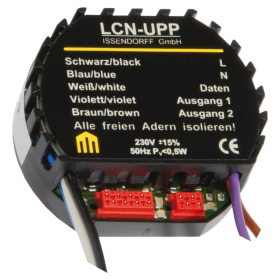 LCN-UPP
ISSENDORFF GmbH
Schwarz/black L
Blau/blue N
Weiß/white Daten
Violett/violet Ausgang 1
Braun/brown Ausgang 2
Alle freien Adern isolieren!
230V ±15%
50Hz Pᵥ<0,5W
CE